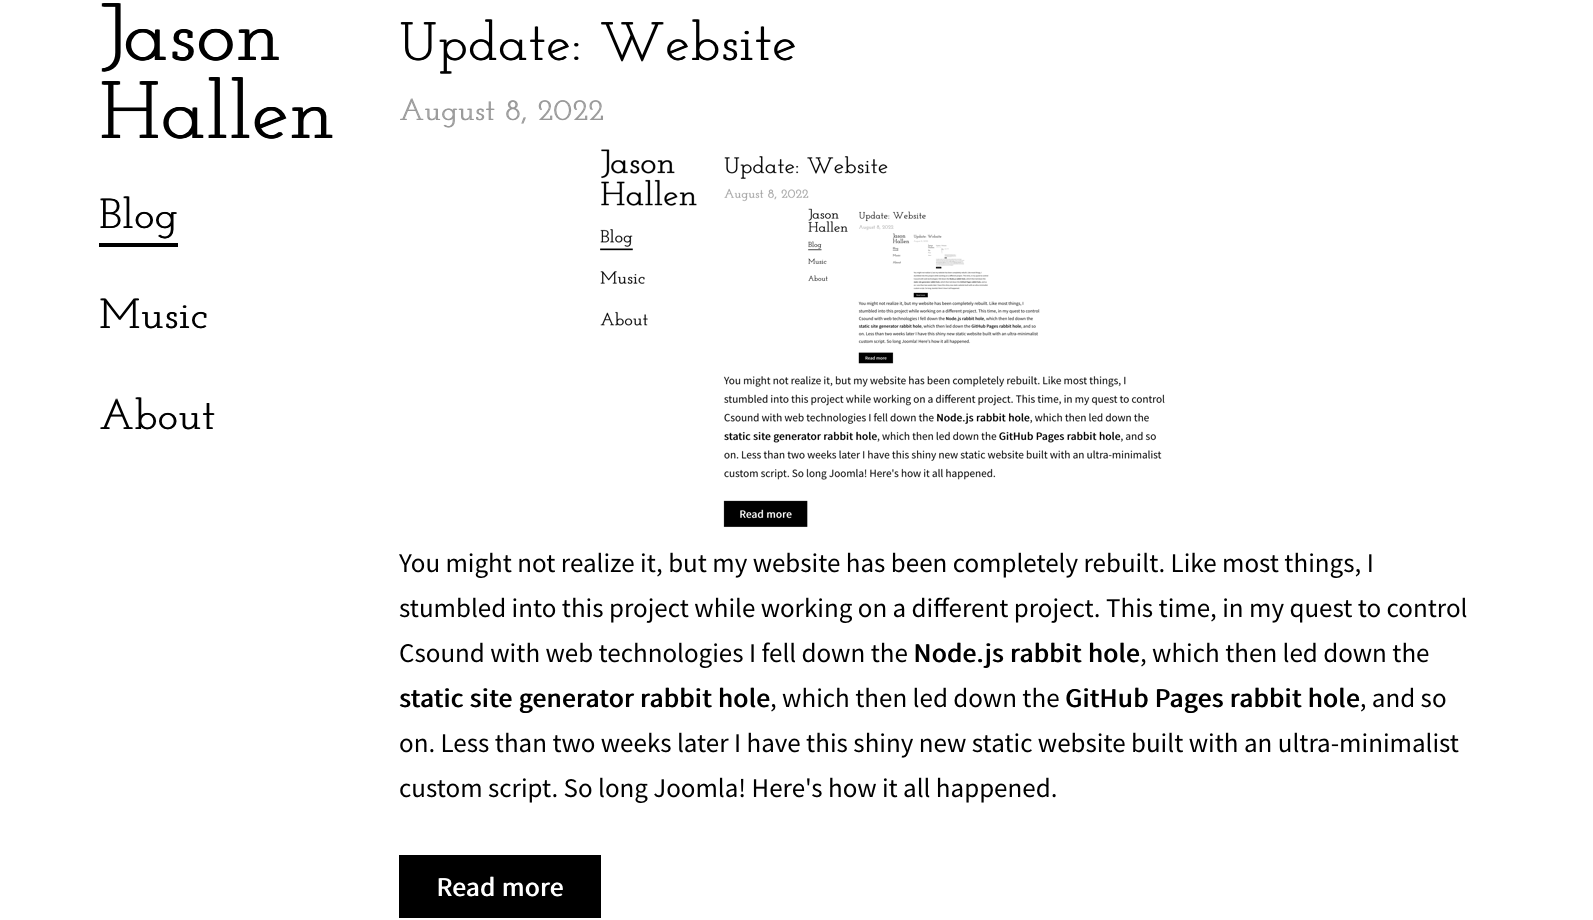 Jason
Hallen
Blog
Music
About
Update: Website
August 8, 2022
Jason
Hallen
Blog
Music
About
Update: Website
August 8, 2022
Jason
Hallen
Blog
Music
About
Update: Website
August 8, 2022
You might not realize it, but my website has been completely rebuilt. Like most things, I
stumbled into this project while working on a different project. This time, in my quest to control
Csound with web technologies I fell down the Node.js rabbit hole, which then led down the
static site generator rabbit hole, which then led down the GitHub Pages rabbit hole, and so
on. Less than two weeks later I have this shiny new static website built with an ultra-minimalist
custom script. So long Joomla! Here's how it all happened.
Read more
You might not realize it, but my website has been completely rebuilt. Like most things, I
stumbled into this project while working on a different project. This time, in my quest to control
Csound with web technologies I fell down the Node.js rabbit hole, which then led down the
static site generator rabbit hole, which then led down the GitHub Pages rabbit hole, and so
on. Less than two weeks later I have this shiny new static website built with an ultra-minimalist
custom script. So long Joomla! Here's how it all happened.
Read more
You might not realize it, but my website has been completely rebuilt. Like most things, I
stumbled into this project while working on a different project. This time, in my quest to control
Csound with web technologies I fell down the Node.js rabbit hole, which then led down the
static site generator rabbit hole, which then led down the GitHub Pages rabbit hole, and so
on. Less than two weeks later I have this shiny new static website built with an ultra-minimalist
custom script. So long Joomla! Here's how it all happened.
Read more